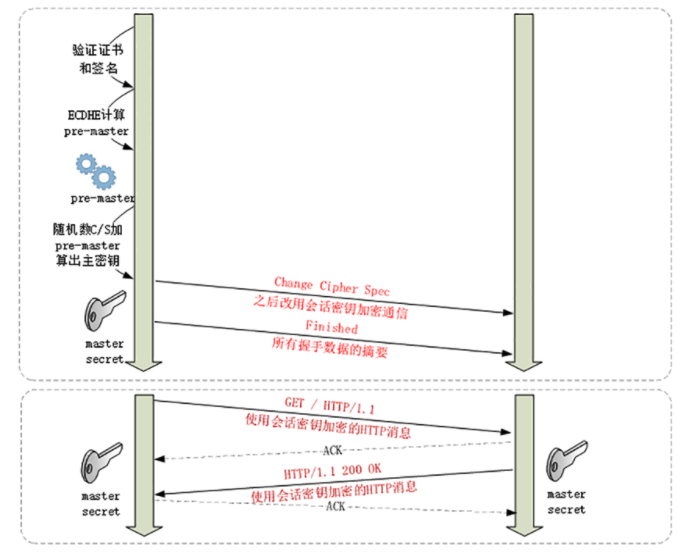 验证证书
和签名
ECDHE计算
pre-master
pre-master
随机数C/S加
pre-master
算出主密钥
Change Cipher Spec
之后改用会话密钥加密通信
Finished
所有握手数据的摘要
master
secret
GET / HTTP/1.1
使用会话密钥加密的HTTP消息
ACK
HTTP/1.1 200 OK
使用会话密钥加密的HTTP消息
ACK
master
secret
master
secret